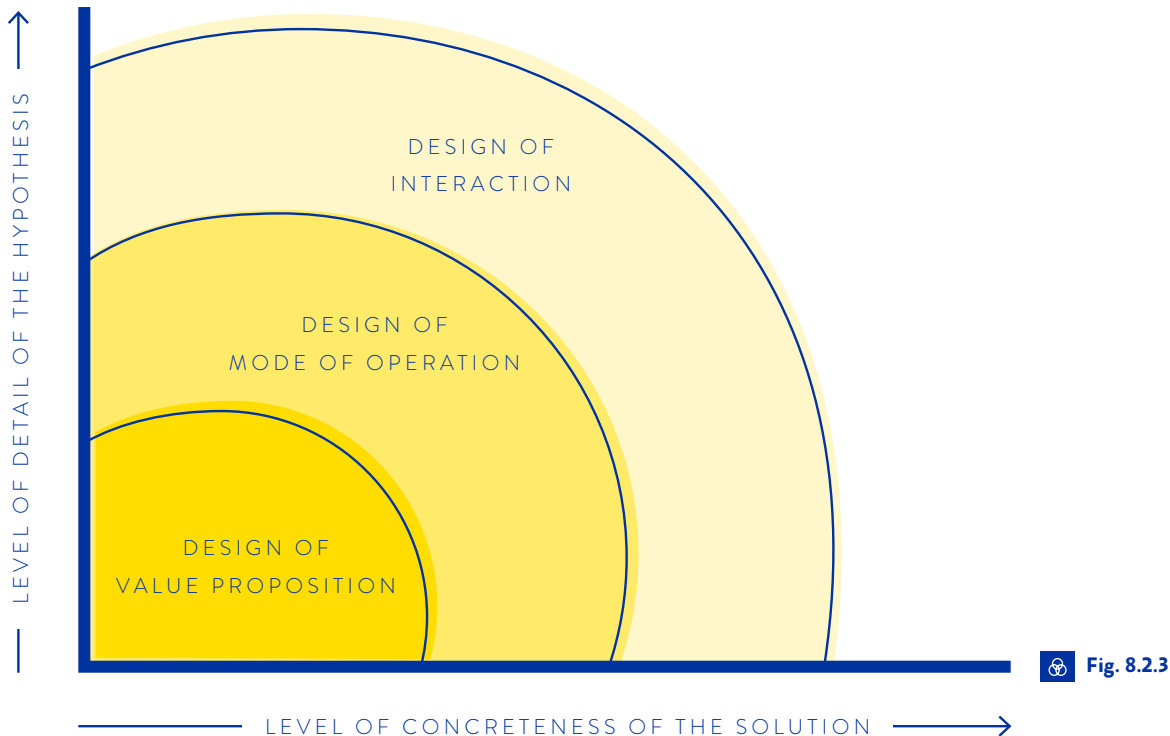 LEVEL OF DETAIL OF THE HYPOTHESIS
DESIGN OF
INTERACTION
DESIGN OF
MODE OF OPERATION
DESIGN OF
VALUE PROPOSITION
Fig. 8.2.3
LEVEL OF CONCRETENESS OF THE SOLUTION